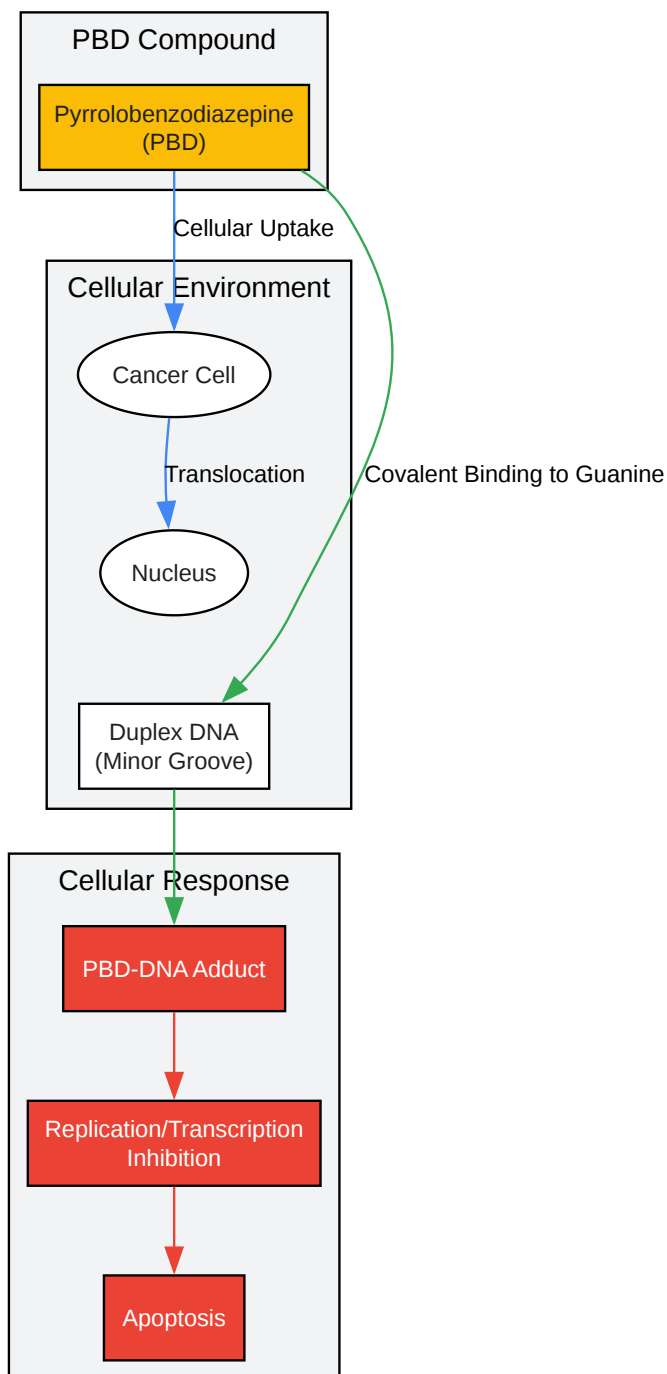 PBD Compound
Pyrrolobenzodiazepine
(PBD)
Cellular Uptake
Cellular Environment
Cancer Cell
Translocation
Covalent Binding to Guanine
Nucleus
Duplex DNA
(Minor Groove)
Cellular Response
PBD-DNA Adduct
Replication/Transcription
Inhibition
Apoptosis